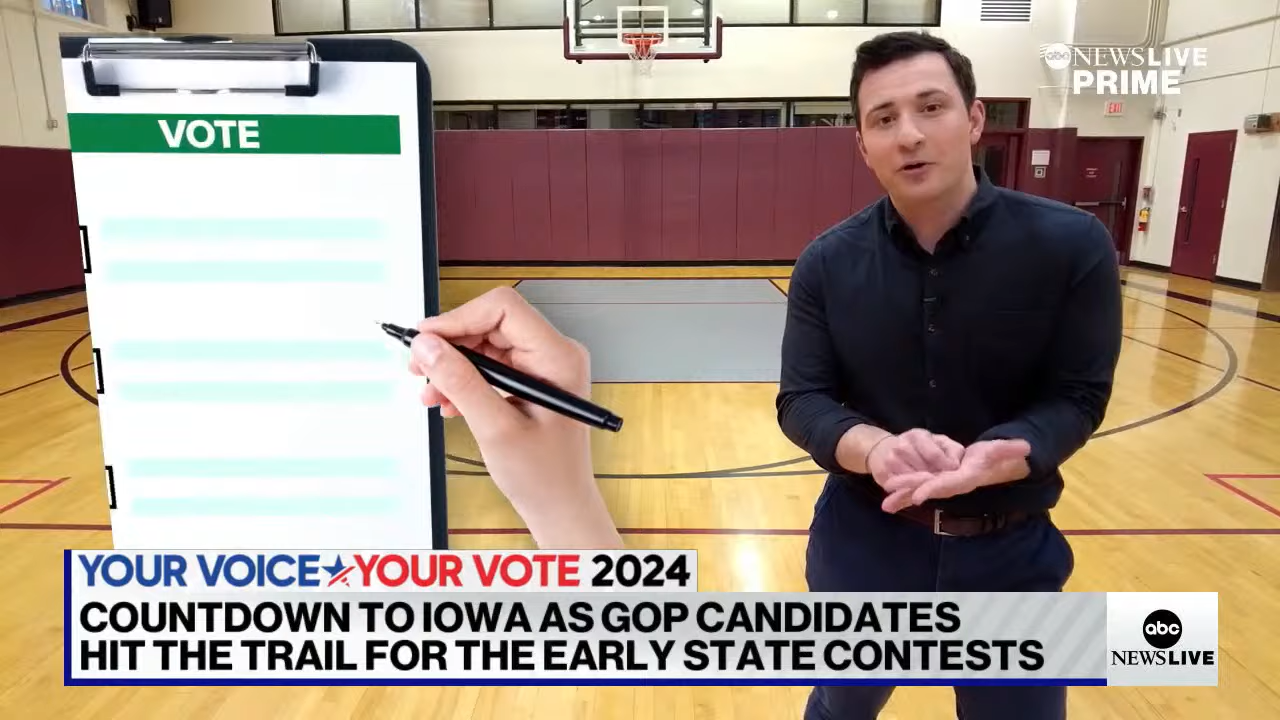 abc NEWS LIVE
PRIME
EXIT
VOTE
YOUR VOICE YOUR VOTE 2024
COUNTDOWN TO IOWA AS GOP CANDIDATES
HIT THE TRAIL FOR THE EARLY STATE CONTESTS
abc
NEWS LIVE